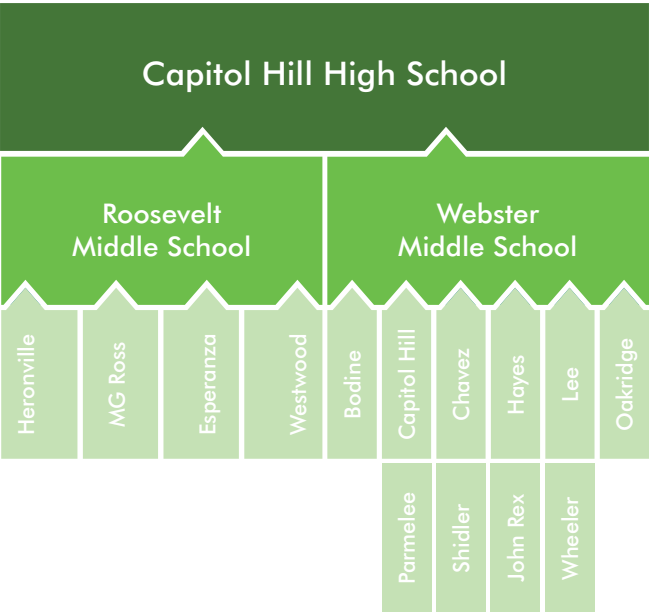 Capitol Hill High School
Roosevelt
Middle School
Webster
Middle School
Heronville
MG Ross
Esperanza
Westwood
Bodine
Capitol Hill
Chavez
Hayes
Lee
Oakridge
Parmelee
Shidler
John Rex
Wheeler